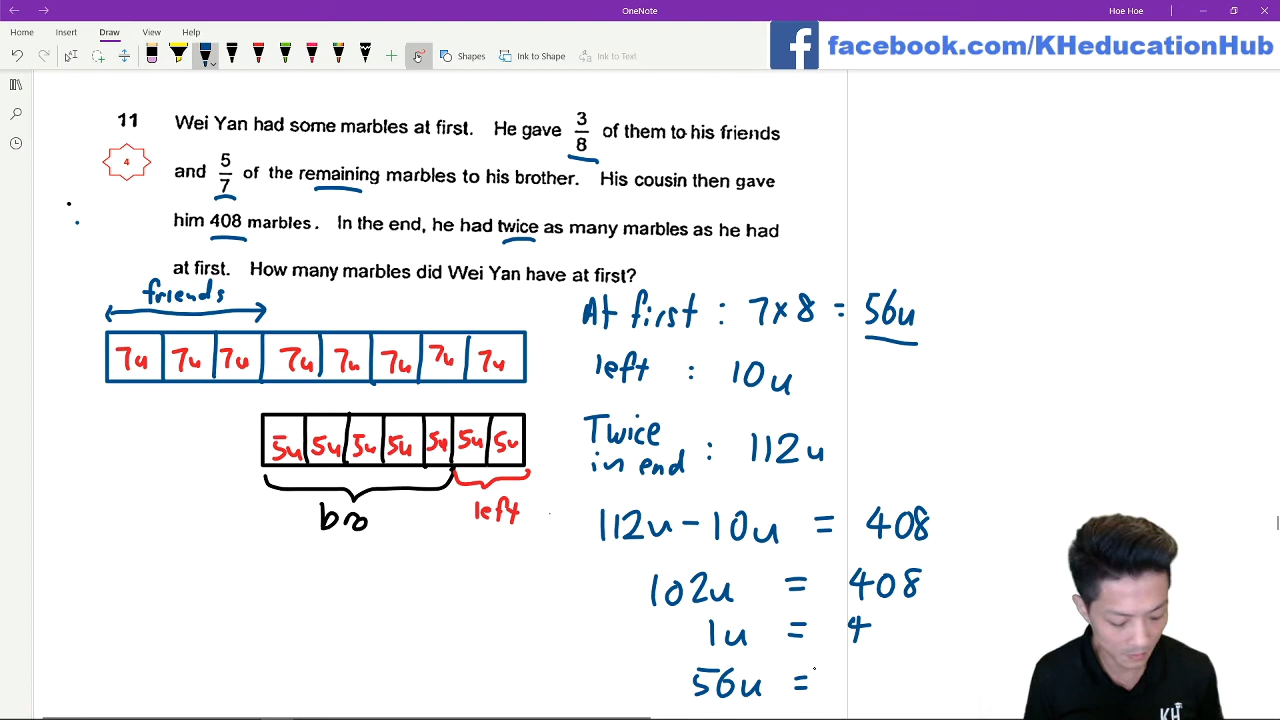 OneNote
Hoe Hoe
Home Insert Draw View Help
Shapes Ink to Shape Ink to Text
facebook.com/KHeducationHub
11 Wei Yan had some marbles at first. He gave 3/8 of them to his friends
4
and 5/7 of the remaining marbles to his brother. His cousin then gave
him 408 marbles. In the end, he had twice as many marbles as he had
at first. How many marbles did Wei Yan have at first?
friends
7u 7u 7u 7u 7u 7u 7u 7u
5u 5u 5u 5u 5u 5u 5u
bro
left
At first : 7 x 8 = 56u
left : 10u
Twice
in end : 112u
112u - 10u = 408
102u = 408
1u = 4
56u =
KH